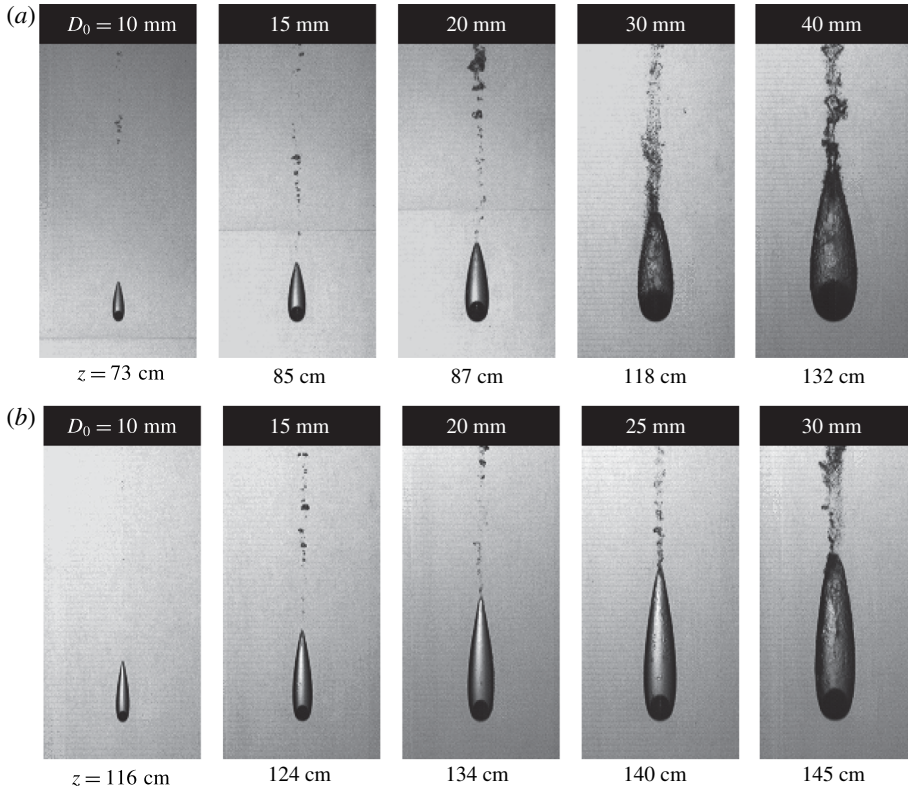 (a) D₀ = 10 mm 15 mm 20 mm 30 mm 40 mm
z = 73 cm 85 cm 87 cm 118 cm 132 cm
(b) D₀ = 10 mm 15 mm 20 mm 25 mm 30 mm
z = 116 cm 124 cm 134 cm 140 cm 145 cm